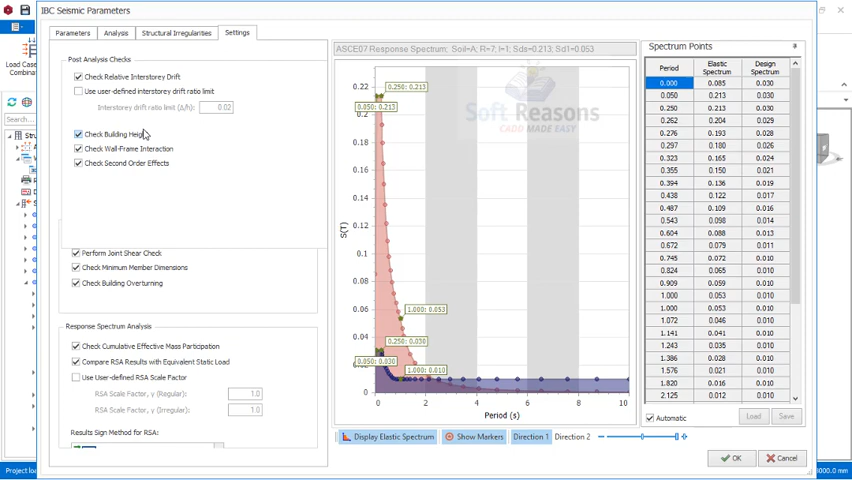 IBC Seismic Parameters
Parameters
Analysis
Structural Irregularities
Settings
Post Analysis Checks
Check Relative Interstorey Drift
Use user-defined interstorey drift ratio limit
Interstorey drift ratio limit (Δ/h)
0.02
Check Building Heig
Check Wall-Frame Interaction
Check Second Order Effects
Perform Joint Shear Check
Check Minimum Member Dimensions
Check Building Overturning
Response Spectrum Analysis
Check Cumulative Effective Mass Participation
Compare RSA Results with Equivalent Static Load
Use User-defined RSA Scale Factor
RSA Scale Factor, γ (Regular):
1.0
RSA Scale Factor, γ (Irregular):
1.0
Results Sign Method for RSA:
ASCE07 Response Spectrum: Soil=A; R=7; I=1; Sds=0.213; Sd1=0.053
0.22
0.2
0.18
0.16
0.14
0.12
0.1
0.08
0.06
0.04
0
S(T)
0.250: 0.213
0.050: 0.213
1.000: 0.053
0.250: 0.030
0.050: 0.030
1.000: 0.010
0 2 4 6 8 10
Period (s)
Soft Reasons
CADD MADE EASY
Display Elastic Spectrum
Show Markers
Direction 1
Direction 2
Spectrum Points
Period Elastic Spectrum Design Spectrum
0.000 0.085 0.030
0.050 0.213 0.030
0.250 0.213 0.030
0.262 0.204 0.029
0.276 0.193 0.028
0.297 0.180 0.026
0.323 0.165 0.024
0.355 0.150 0.021
0.394 0.136 0.019
0.438 0.122 0.017
0.487 0.109 0.016
0.543 0.098 0.014
0.604 0.088 0.013
0.672 0.079 0.011
0.745 0.072 0.010
0.824 0.065 0.010
0.909 0.059 0.010
1.000 0.053 0.010
1.000 0.053 0.010
1.072 0.046 0.010
1.141 0.041 0.010
1.243 0.035 0.010
1.386 0.028 0.010
1.576 0.021 0.010
1.820 0.016 0.010
2.125 0.012 0.010
Automatic
Load
Save
OK
Cancel
Load Case
Combinat
Search...
Project loa